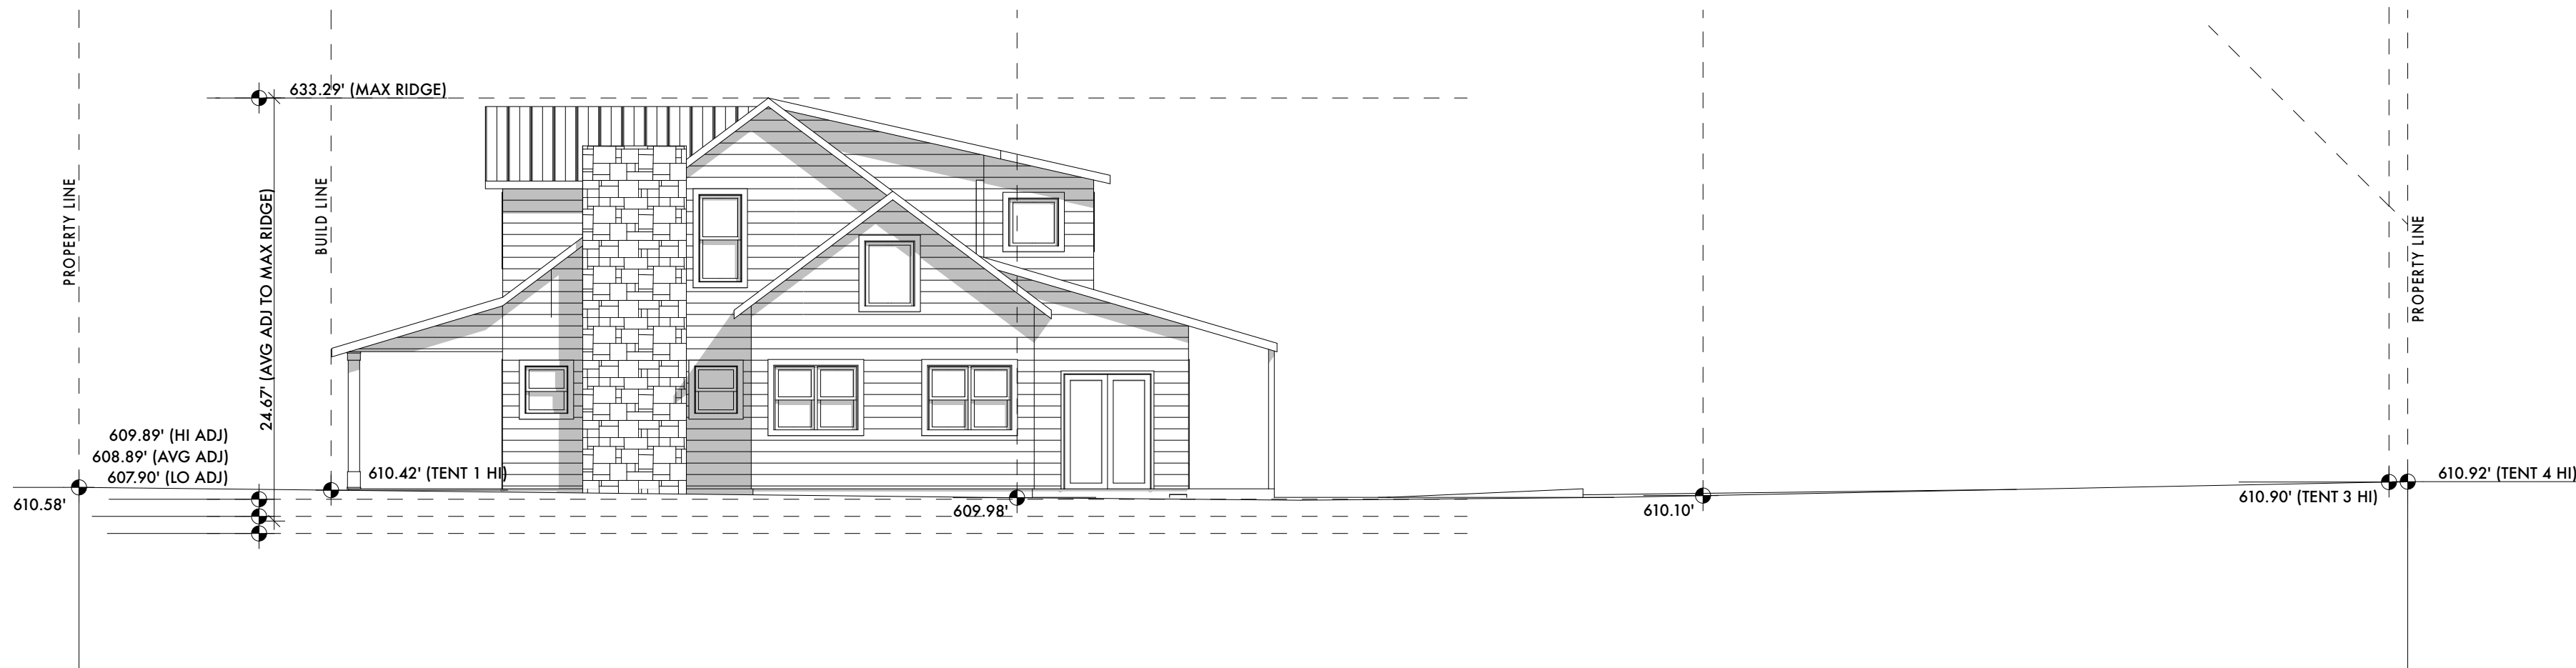 633.29' (MAX RIDGE)
PROPERTY LINE
BUILD LINE
24.67' (AVG ADJ TO MAX RIDGE)
PROPERTY LINE
609.89' (HI ADJ)
608.89' (AVG ADJ)
607.90' (LO ADJ)
610.42' (TENT 1 HI)
610.92' (TENT 4 HI)
610.58'
609.98'
610.10'
610.90' (TENT 3 HI)